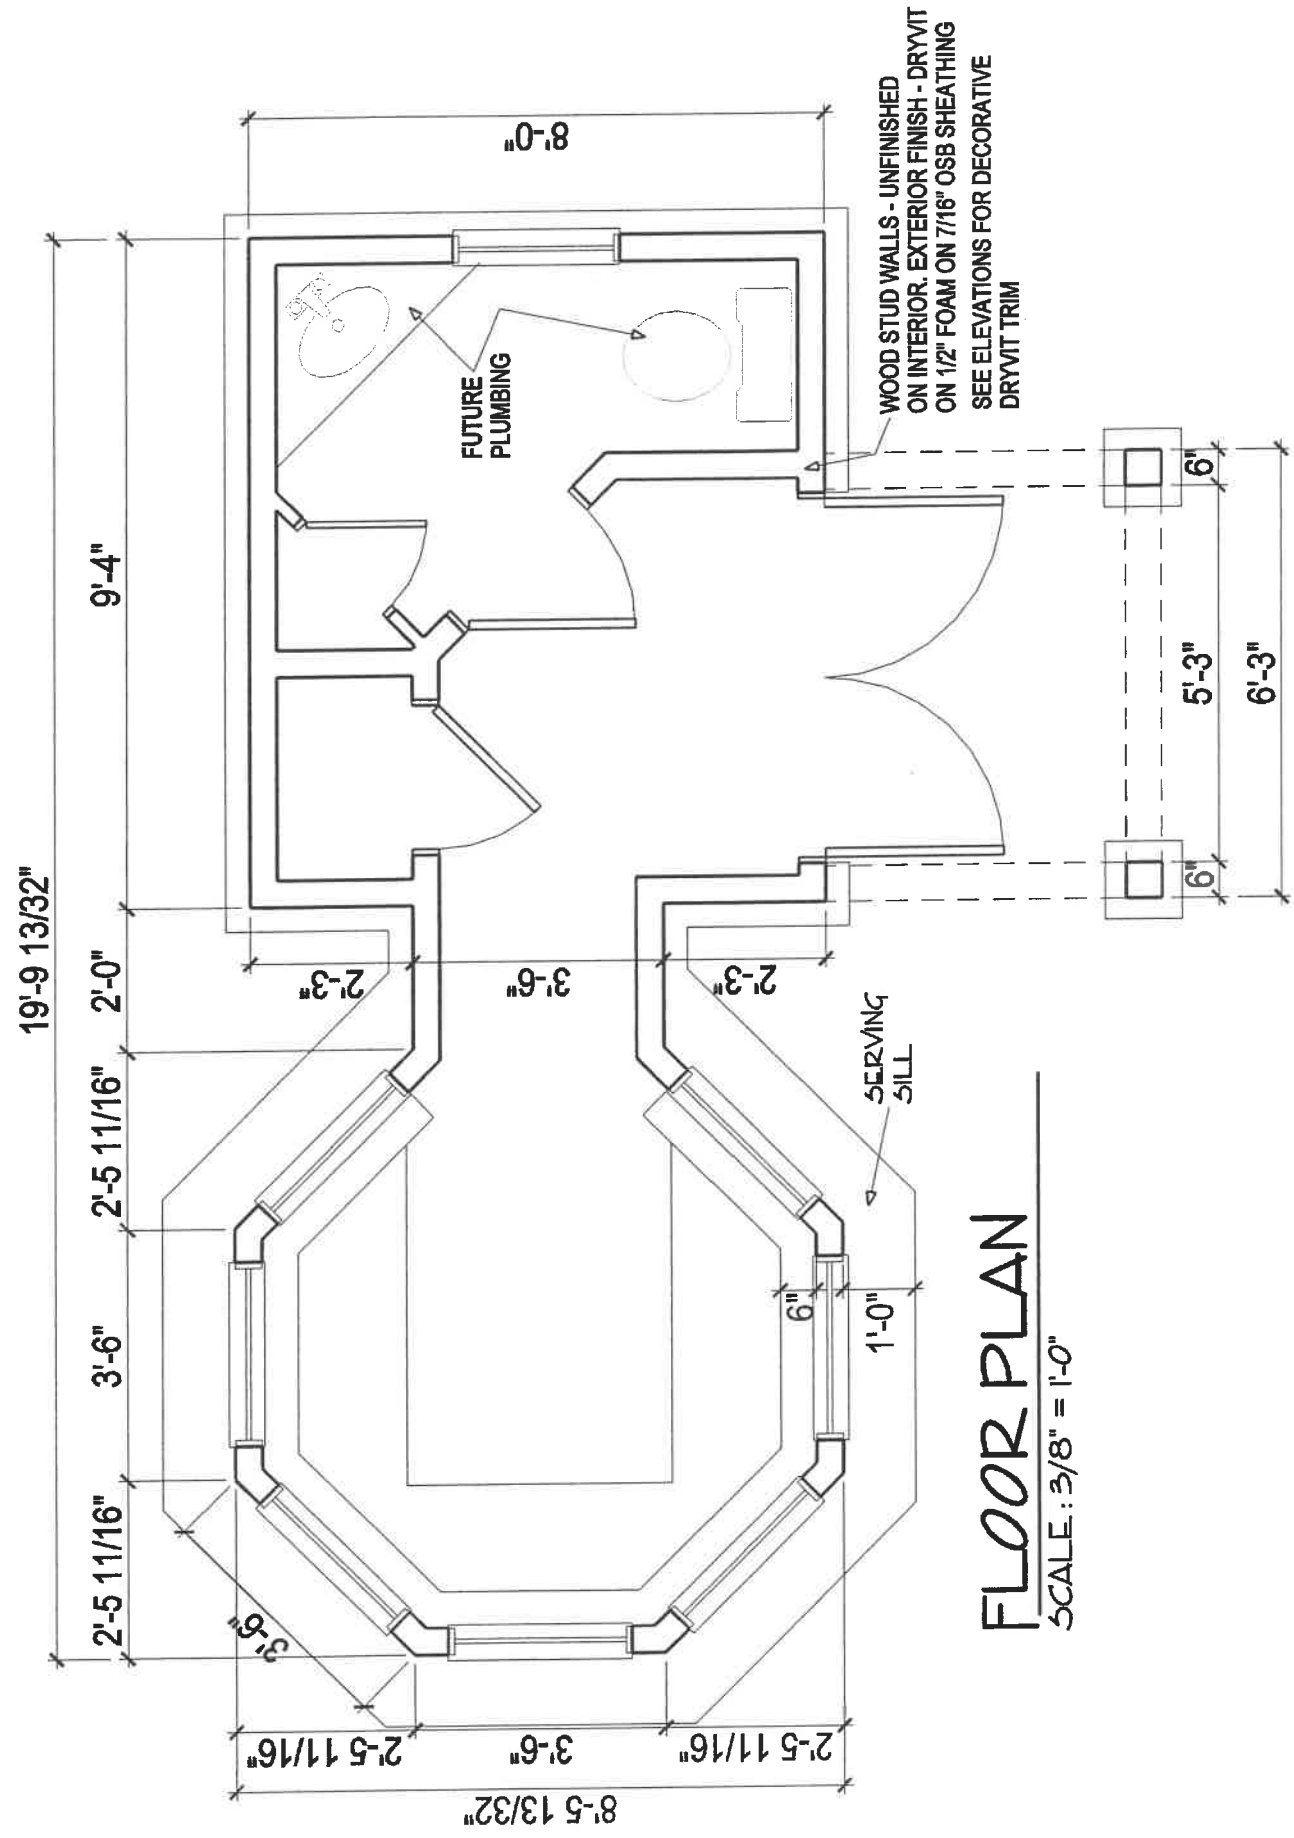 19'-9 13/32"
2'-5 11/16"
3'-6"
2'-5 11/16"
2'-0"
9'-4"
8'-0"
3'-6"
2'-5 11/16"
3'-6"
2'-5 11/16"
8'-5 13/32"
2'-3"
3'-6"
2'-3"
FUTURE
PLUMBING
6"
1'-0"
SERVING
SILL
WOOD STUD WALLS - UNFINISHED
ON INTERIOR. EXTERIOR FINISH - DRYVIT
ON 1/2" FOAM ON 7/16" OSB SHEATHING
SEE ELEVATIONS FOR DECORATIVE
DRYVIT TRIM
6"
5'-3"
6"
6'-3"
FLOOR PLAN
SCALE: 3/8" = 1'-0"